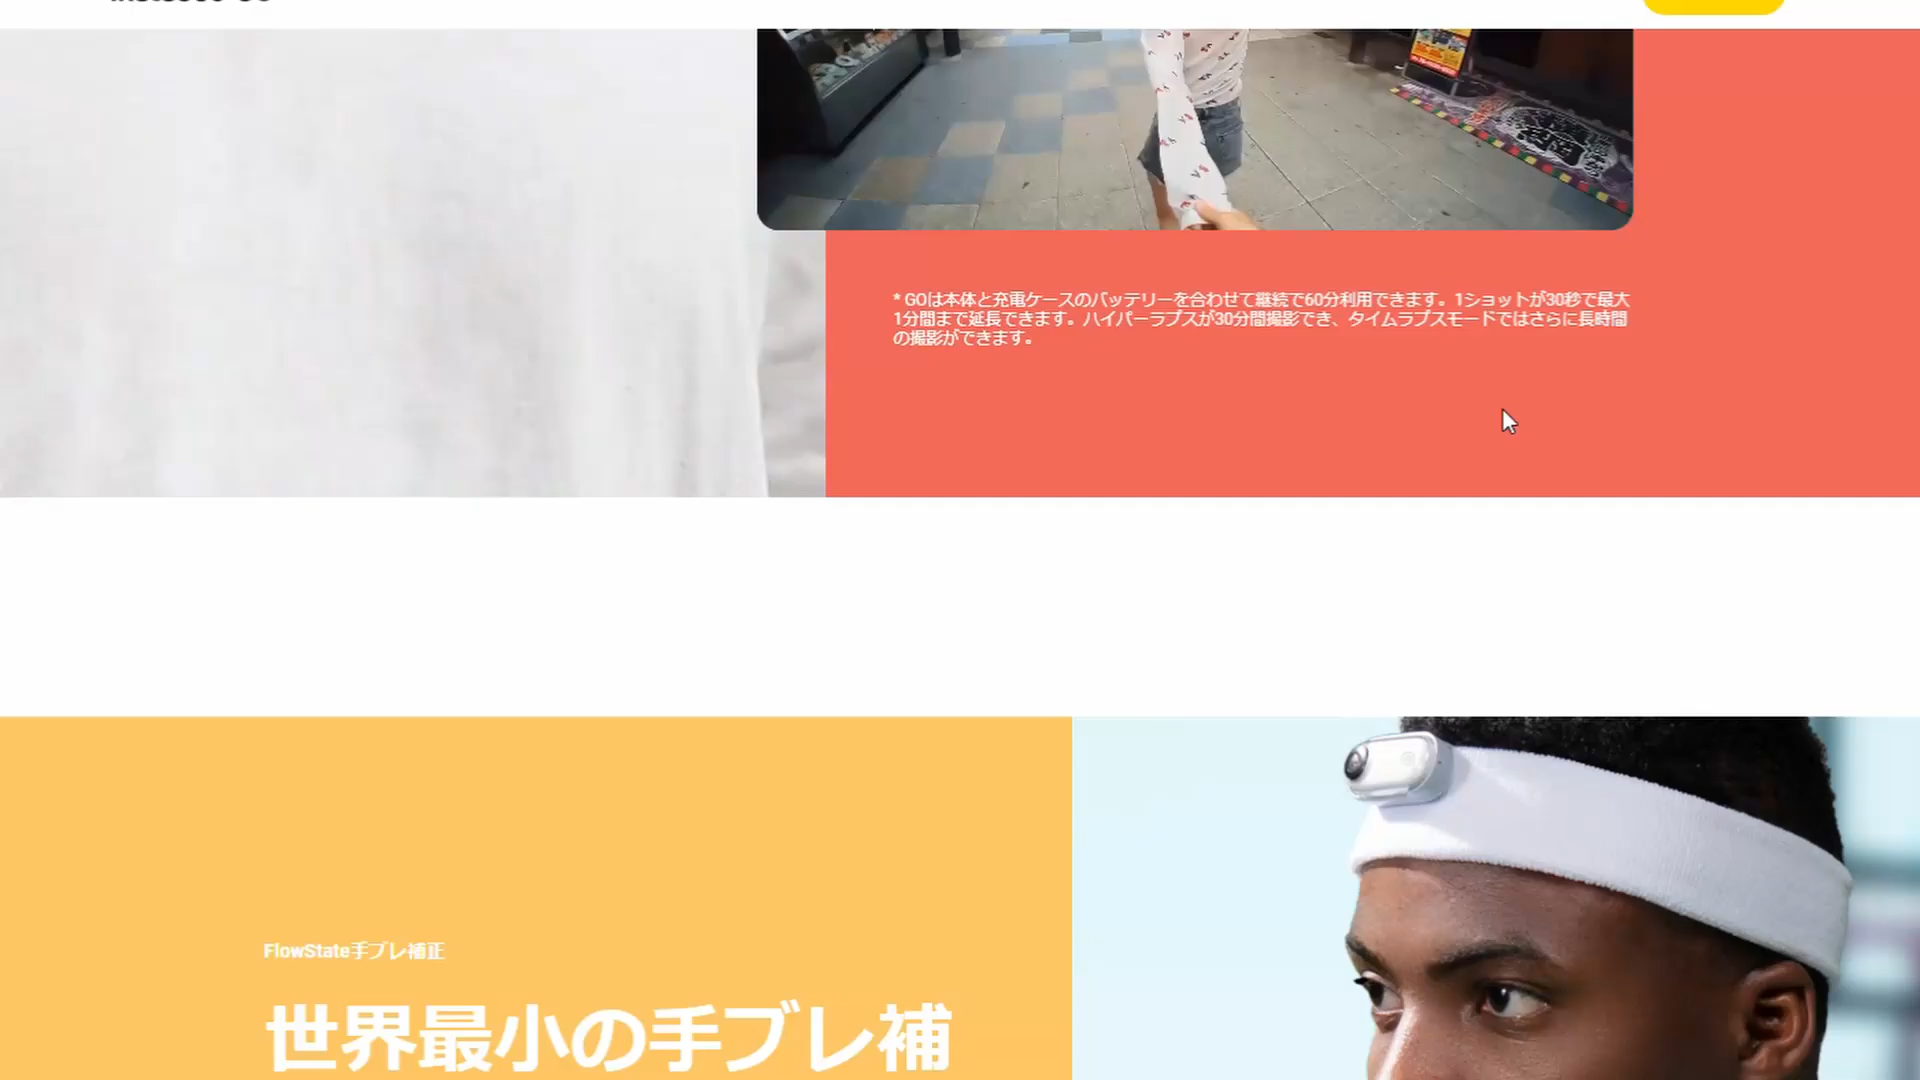 * GOは本体と充電ケースのバッテリーを合わせて継続で60分利用できます。1ショットが30秒で最大
1分間まで延長できます。ハイパーラプスが30分間撮影でき、タイムラプスモードではさらに長時間
の撮影ができます。
FlowState手ブレ補正
世界最小の手ブレ補